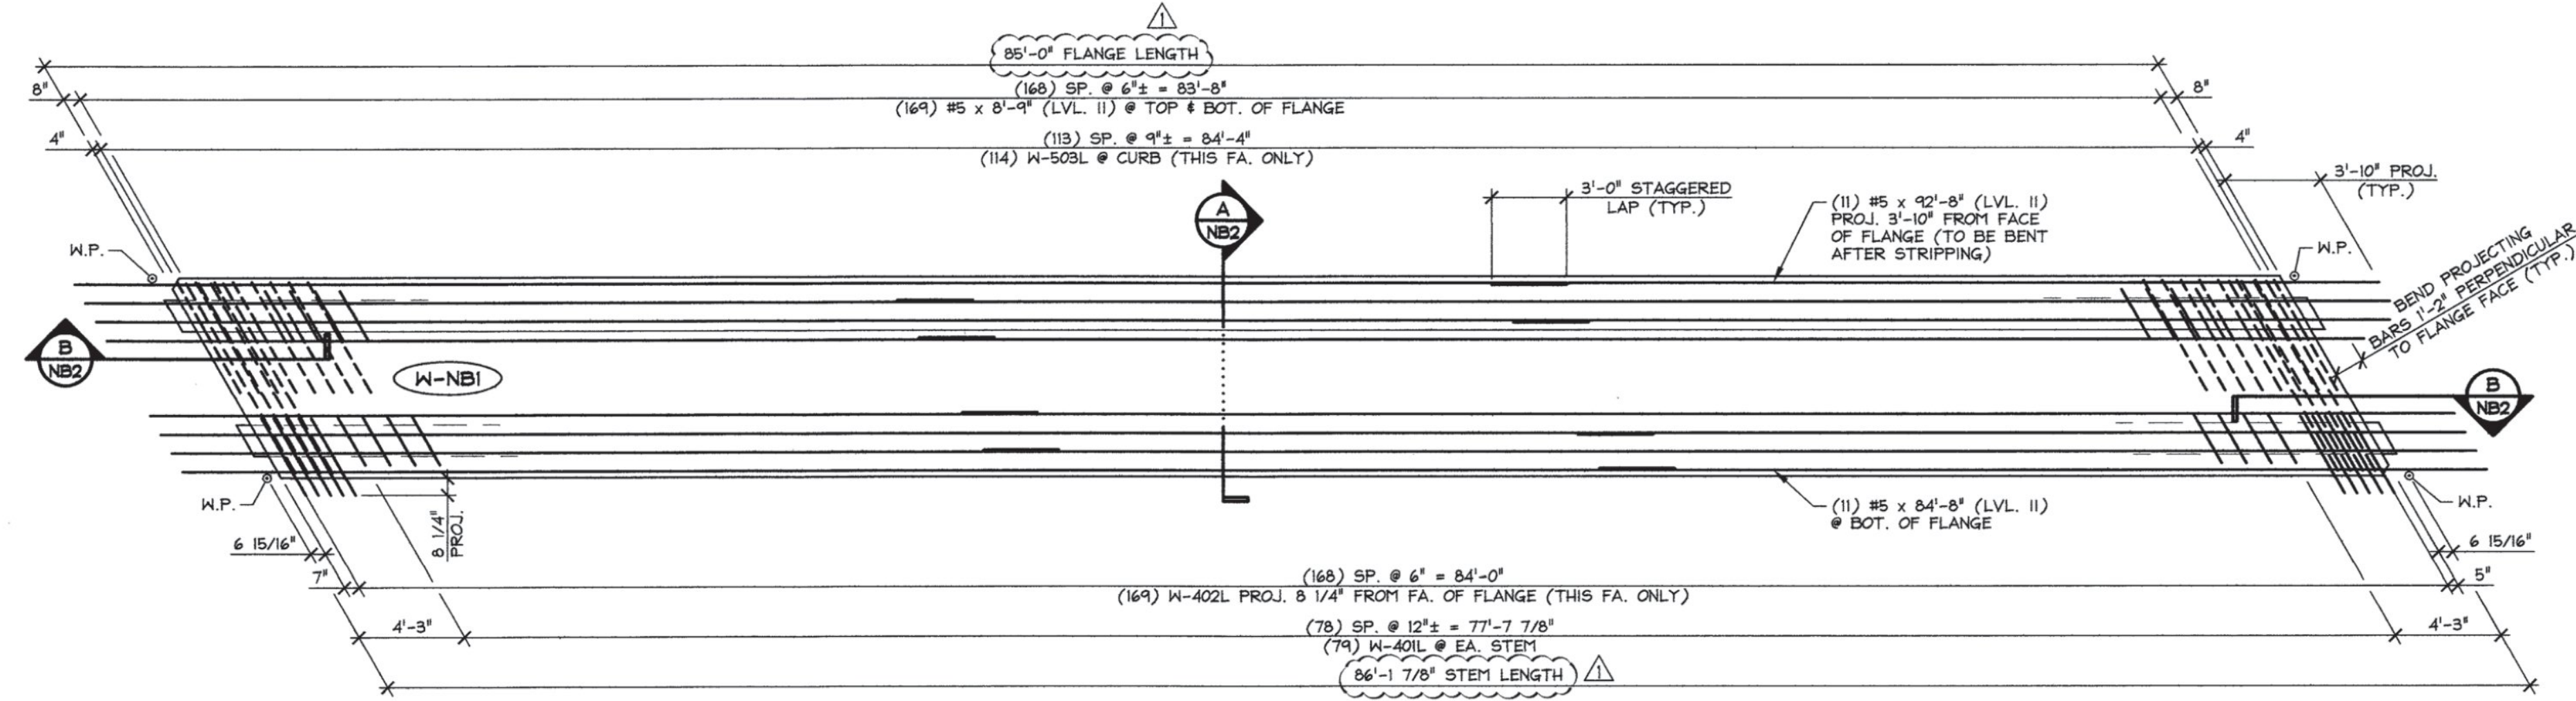 1
85'-0" FLANGE LENGTH
8"
(168) SP. @ 6"± = 83'-8"
8"
(169) #5 x 8'-9" (LVL. II) @ TOP & BOT. OF FLANGE
4"
(113) SP. @ 9"± = 84'-4"
4"
(114) W-503L @ CURB (THIS FA. ONLY)
3'-10" PROJ.
(TYP.)
3'-0" STAGGERED
LAP (TYP.)
A
NB2
(11) #5 x 92'-8" (LVL. II)
PROJ. 3'-10" FROM FACE
OF FLANGE (TO BE BENT
AFTER STRIPPING)
W.P.
W.P.
BEND PROJECTING
BARS 1'-2" PERPENDICULAR
TO FLANGE FACE (TYP.)
B
NB2
W-NB1
B
NB2
W.P.
8 1/4"
PROJ.
(11) #5 x 84'-8" (LVL. II)
@ BOT. OF FLANGE
W.P.
6 15/16"
6 15/16"
7"
(168) SP. @ 6" = 84'-0"
5"
(169) W-402L PROJ. 8 1/4" FROM FA. OF FLANGE (THIS FA. ONLY)
4'-3"
(78) SP. @ 12"± = 77'-7 7/8"
4'-3"
(79) W-401L @ EA. STEM
86'-1 7/8" STEM LENGTH
1